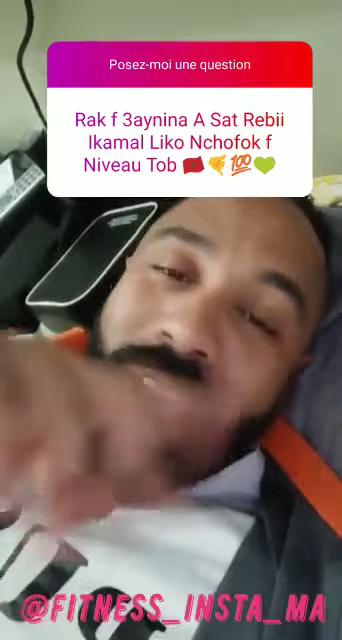 Posez-moi une question
Rak f 3aynina A Sat Rebii
Ikamal Liko Nchofok f
Niveau Tob 🇲🇦🤙💯💚
@FITNESS_INSTA_MA